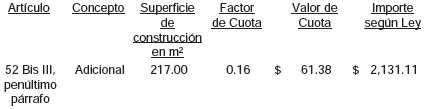 Artículo Concepto Superficie de construcción en m² Factor de Cuota Valor de Cuota Importe según Ley
52 Bis III, penúltimo párrafo Adicional 217.00 0.16 $ 61.38 $ 2,131.11